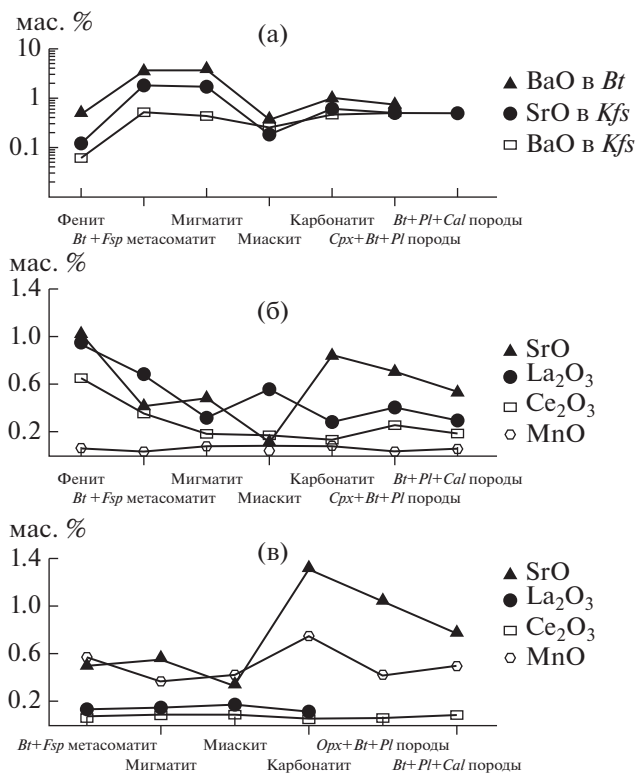 мас. %
(а)
10
1
0.1
BaO в Bt
SrO в Kfs
BaO в Kfs
Фенит Мигматит Карбонатит Bt+Pl+Cal породы
Bt+Fsp метасоматит Миаскит Cpx+Bt+Pl породы
мас. %
(б)
1.4
1.0
0.6
0.2
SrO
La2O3
Ce2O3
MnO
Фенит Мигматит Карбонатит Bt+Pl+Cal породы
Bt+Fsp метасоматит Миаскит Cpx+Bt+Pl породы
мас. %
(в)
1.4
1.0
0.6
0.2
SrO
La2O3
Ce2O3
MnO
Bt+Fsp метасоматит Миаскит Opx+Bt+Pl породы
Мигматит Карбонатит Bt+Pl+Cal породы